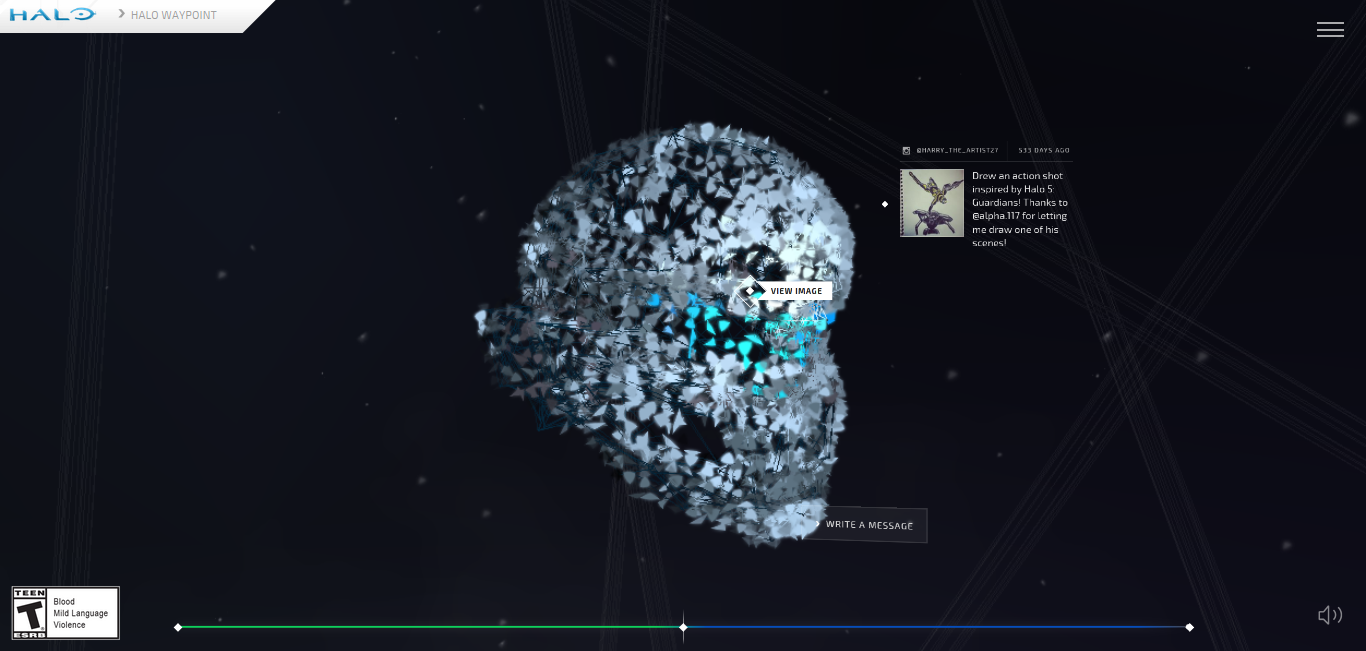 HALO
HALO WAYPOINT
@HARRY_THE_ARTIST27
533 DAYS AGO
Drew an action shot
inspired by Halo 5:
Guardians! Thanks to
@alpha.117 for letting
me draw one of his
scenes!
VIEW IMAGE
WRITE A MESSAGE
TEEN
T
ESRB
Blood
Mild Language
Violence